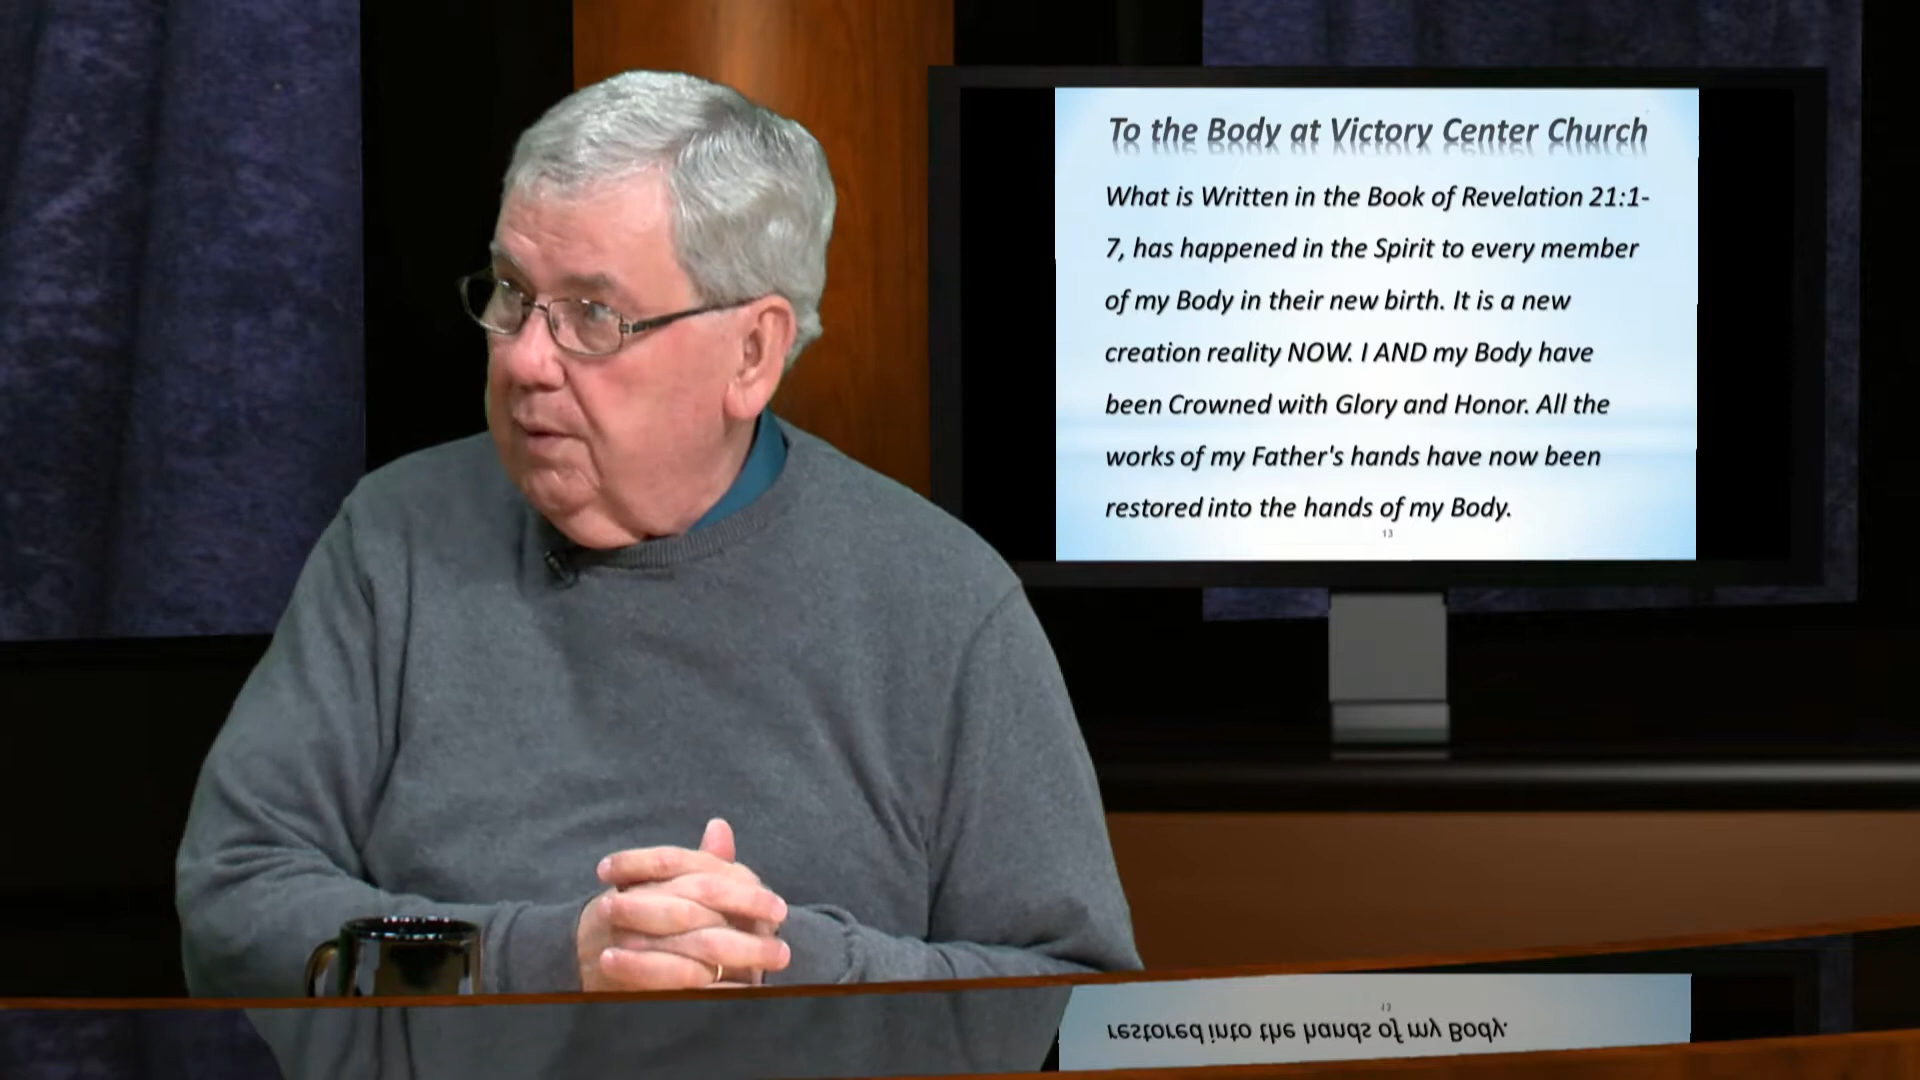 To the Body at Victory Center Church
What is Written in the Book of Revelation 21:1-
7, has happened in the Spirit to every member
of my Body in their new birth. It is a new
creation reality NOW. I AND my Body have
been Crowned with Glory and Honor. All the
works of my Father's hands have now been
restored into the hands of my Body.
13
13
restored into the hands of my Body.